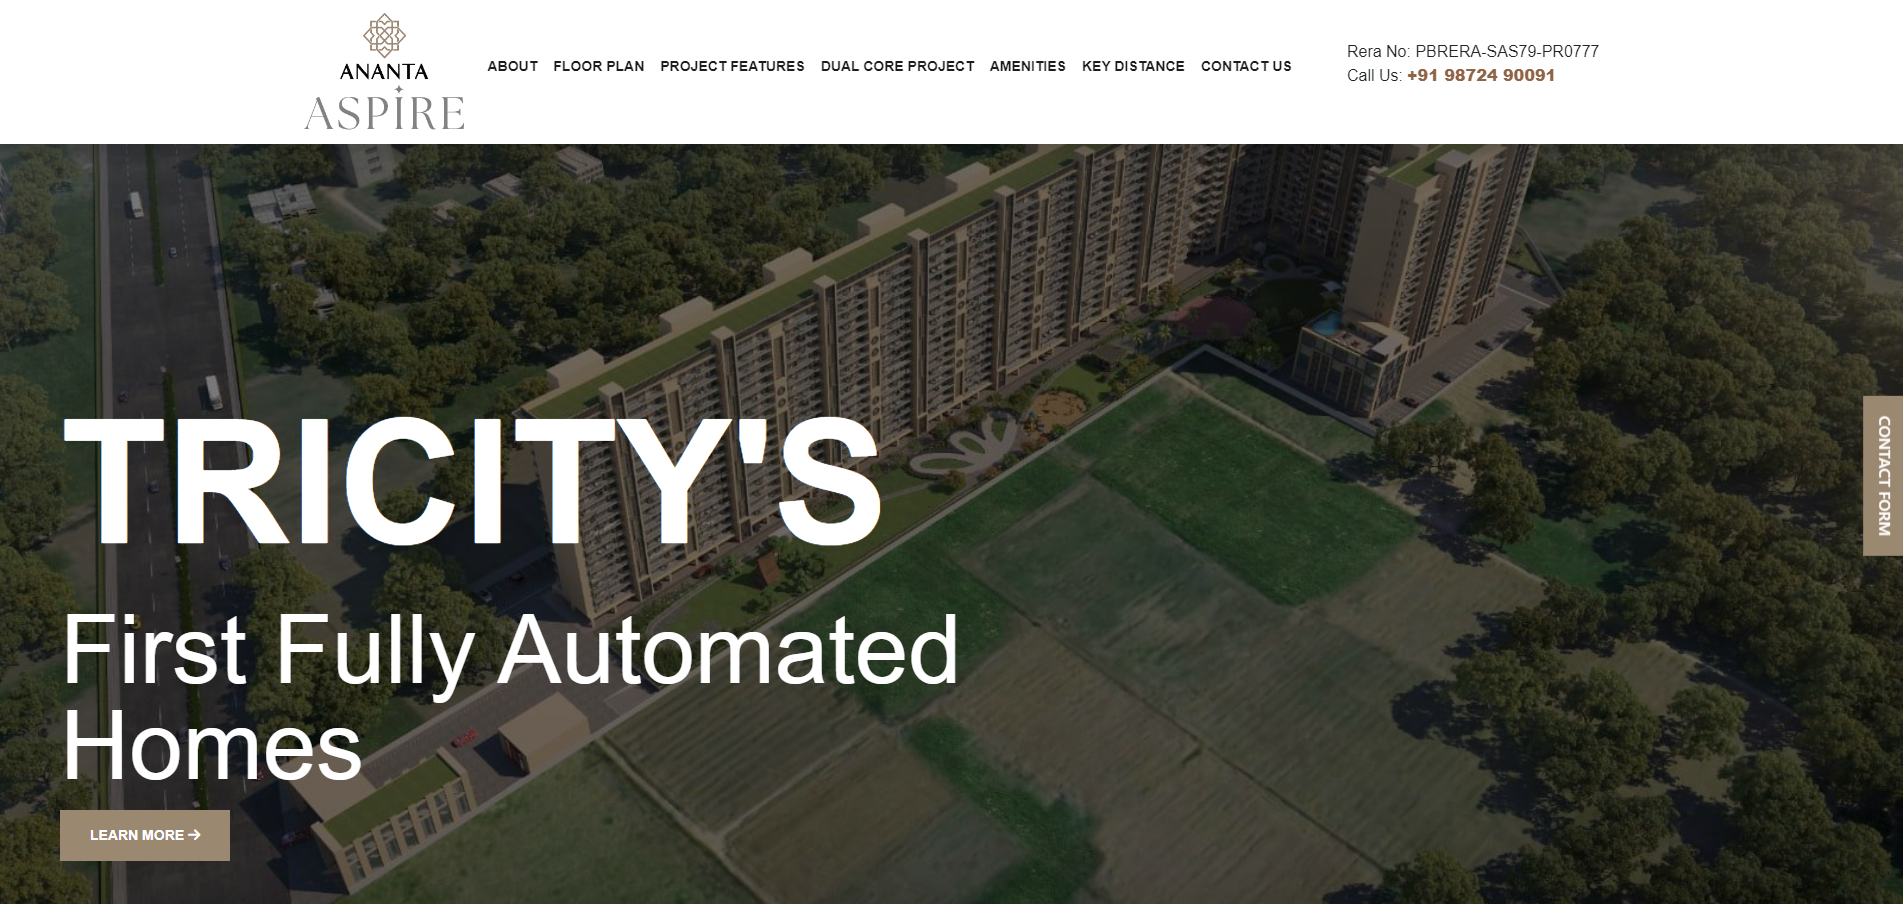 ANANTA
ASPIRE
ABOUT FLOOR PLAN PROJECT FEATURES DUAL CORE PROJECT AMENITIES KEY DISTANCE CONTACT US
Rera No: PBRERA-SAS79-PR0777
Call Us: +91 98724 90091
TRICITY'S
First Fully Automated
Homes
LEARN MORE →
CONTACT FORM